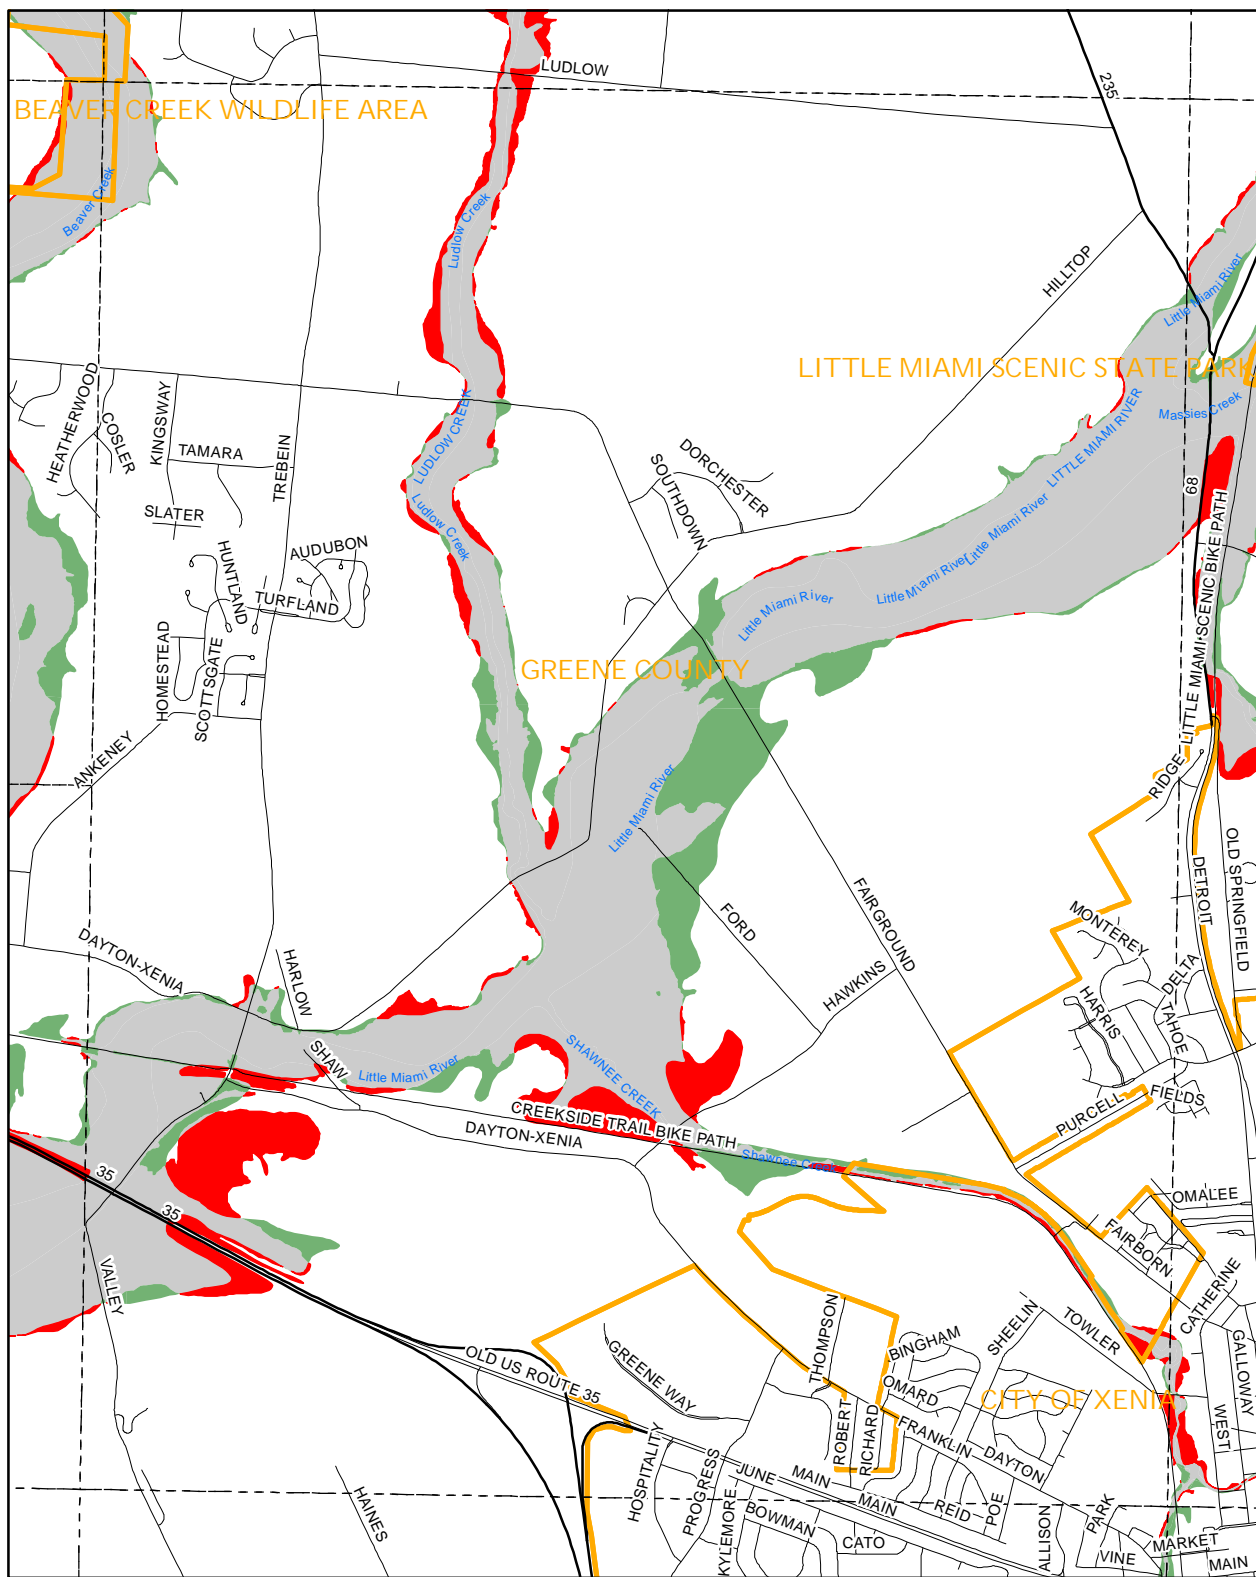 LUDLOW
235
BEAVER CREEK WILDLIFE AREA
Beaver Creek
Ludlow Creek
HILLTOP
Little Miami River
LITTLE MIAMI SCENIC STATE PARK
HEATHERWOOD
COSLER
KINGSWAY
TAMARA
TREBEIN
LUDLOW CREEK
LITTLE MIAMI RIVER
Massies Creek
DORCHESTER
SOUTHDOWN
68
SLATER
Ludlow Creek
Little Miami River
HUNTLAND
AUDUBON
TURFLAND
Little Miami River
Little Miami River
LITTLE MIAMI SCENIC BIKE PATH
HOMESTEAD
SCOTTSGATE
GREENE COUNTY
ANKENEY
Little Miami River
RIDGE
DETROIT
OLD SPRINGFIELD
FAIRGROUND
FORD
MONTEREY
DAYTON-XENIA
HARLOW
HAWKINS
DELTA
HARRIS
TAHOE
SHAW
Little Miami River
SHAWNEE CREEK
CREEKSIDE TRAIL BIKE PATH
DAYTON-XENIA
PURCELL
FIELDS
Shawnee Creek
35
35
OMALEE
FAIRBORN
VALLEY
CATHERINE
THOMPSON
SHEELIN
TOWLER
GALLOWAY
BINGHAM
GREENE WAY
OLD US ROUTE 35
OMARD
CITY OF XENIA
WEST
ROBERT
RICHARD
FRANKLIN
DAYTON
HOSPITALITY
PROGRESS
JUNE
MAIN
MAIN
REID
POE
HAINES
KYLEMORE
BOWMAN
CATO
ALLISON
PARK
VINE
MARKET
MAIN